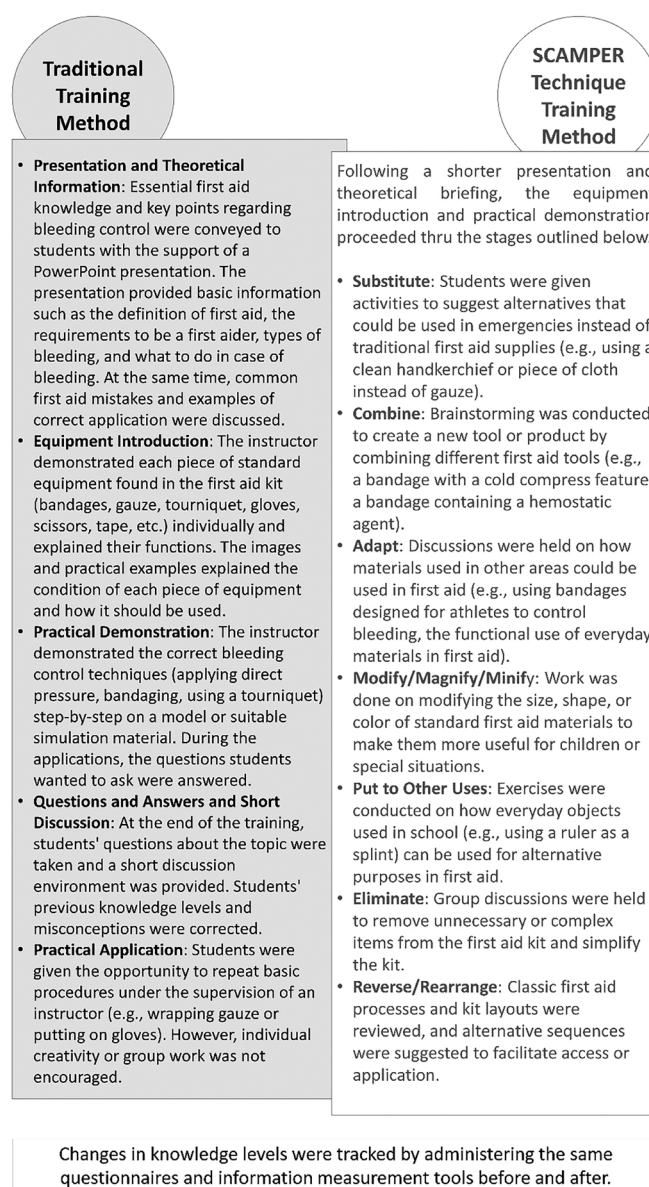 Traditional
Training
Method
• Presentation and Theoretical
Information: Essential first aid
knowledge and key points regarding
bleeding control were conveyed to
students with the support of a
PowerPoint presentation. The
presentation provided basic information
such as the definition of first aid, the
requirements to be a first aider, types of
bleeding, and what to do in case of
bleeding. At the same time, common
first aid mistakes and examples of
correct application were discussed.
• Equipment Introduction: The instructor
demonstrated each piece of standard
equipment found in the first aid kit
(bandages, gauze, tourniquet, gloves,
scissors, tape, etc.) individually and
explained their functions. The images
and practical examples explained the
condition of each piece of equipment
and how it should be used.
• Practical Demonstration: The instructor
demonstrated the correct bleeding
control techniques (applying direct
pressure, bandaging, using a tourniquet)
step-by-step on a model or suitable
simulation material. During the
applications, the questions students
wanted to ask were answered.
• Questions and Answers and Short
Discussion: At the end of the training,
students' questions about the topic were
taken and a short discussion
environment was provided. Students'
previous knowledge levels and
misconceptions were corrected.
• Practical Application: Students were
given the opportunity to repeat basic
procedures under the supervision of an
instructor (e.g., wrapping gauze or
putting on gloves). However, individual
creativity or group work was not
encouraged.
SCAMPER
Technique
Training
Method
Following a shorter presentation and
theoretical briefing, the equipment
introduction and practical demonstration
proceeded thru the stages outlined below.
• Substitute: Students were given
activities to suggest alternatives that
could be used in emergencies instead of
traditional first aid supplies (e.g., using a
clean handkerchief or piece of cloth
instead of gauze).
• Combine: Brainstorming was conducted
to create a new tool or product by
combining different first aid tools (e.g.,
a bandage with a cold compress feature
a bandage containing a hemostatic
agent).
• Adapt: Discussions were held on how
materials used in other areas could be
used in first aid (e.g., using bandages
designed for athletes to control
bleeding, the functional use of everyday
materials in first aid).
• Modify/Magnify/Minify: Work was
done on modifying the size, shape, or
color of standard first aid materials to
make them more useful for children or
special situations.
• Put to Other Uses: Exercises were
conducted on how everyday objects
used in school (e.g., using a ruler as a
splint) can be used for alternative
purposes in first aid.
• Eliminate: Group discussions were held
to remove unnecessary or complex
items from the first aid kit and simplify
the kit.
• Reverse/Rearrange: Classic first aid
processes and kit layouts were
reviewed, and alternative sequences
were suggested to facilitate access or
application.
Changes in knowledge levels were tracked by administering the same
questionnaires and information measurement tools before and after.